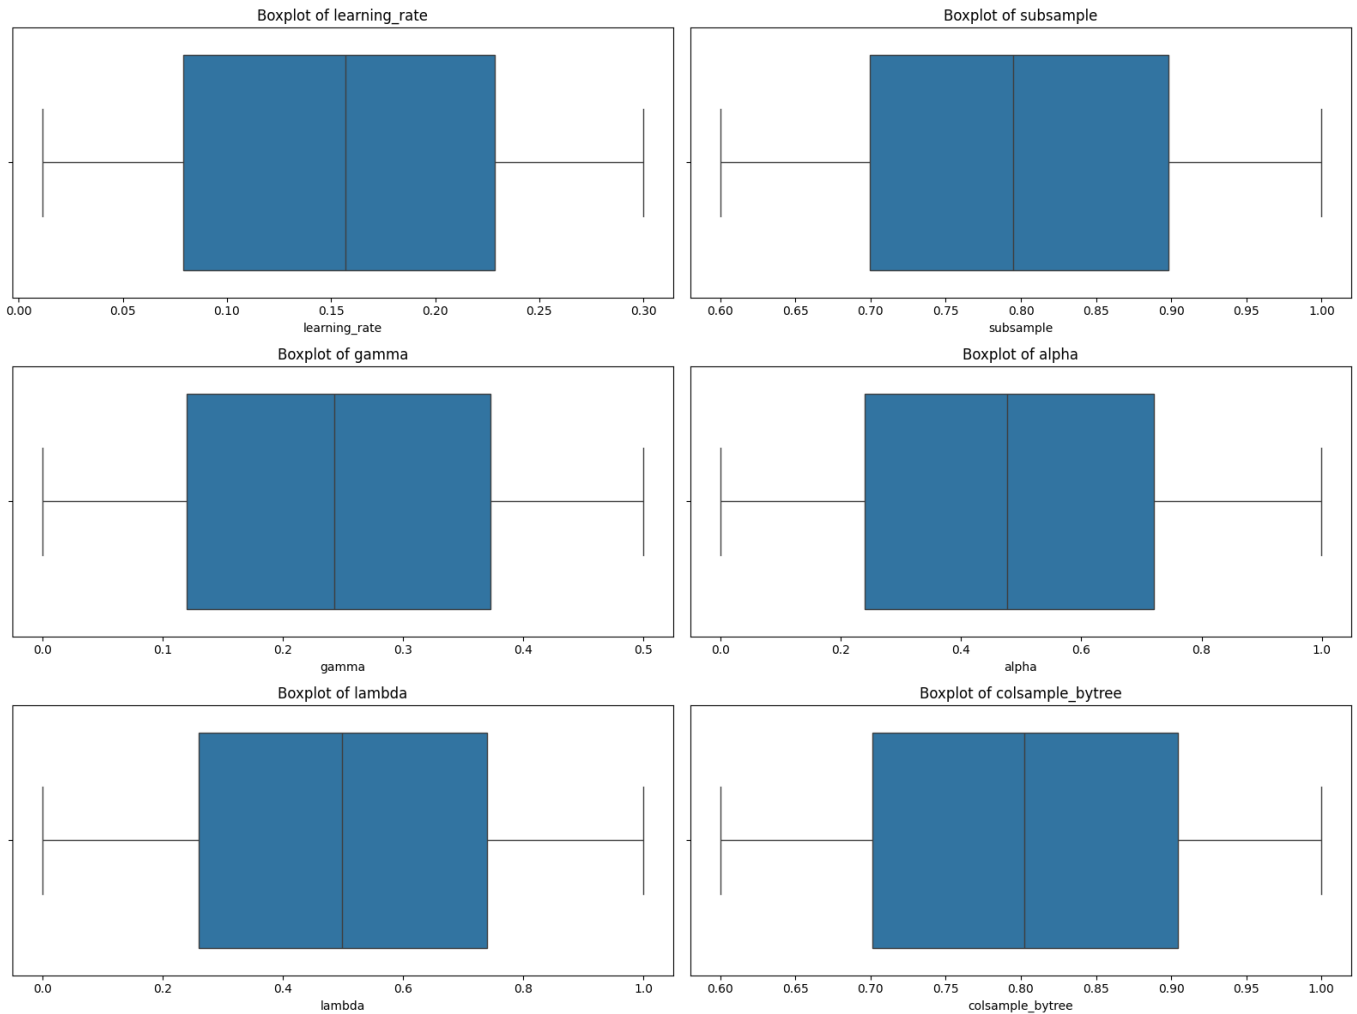 Boxplot of learning_rate
0.00 0.05 0.10 0.15 0.20 0.25 0.30
learning_rate
Boxplot of subsample
0.60 0.65 0.70 0.75 0.80 0.85 0.90 0.95 1.00
subsample
Boxplot of gamma
0.0 0.1 0.2 0.3 0.4 0.5
gamma
Boxplot of alpha
0.0 0.2 0.4 0.6 0.8 1.0
alpha
Boxplot of lambda
0.0 0.2 0.4 0.6 0.8 1.0
lambda
Boxplot of colsample_bytree
0.60 0.65 0.70 0.75 0.80 0.85 0.90 0.95 1.00
colsample_bytree